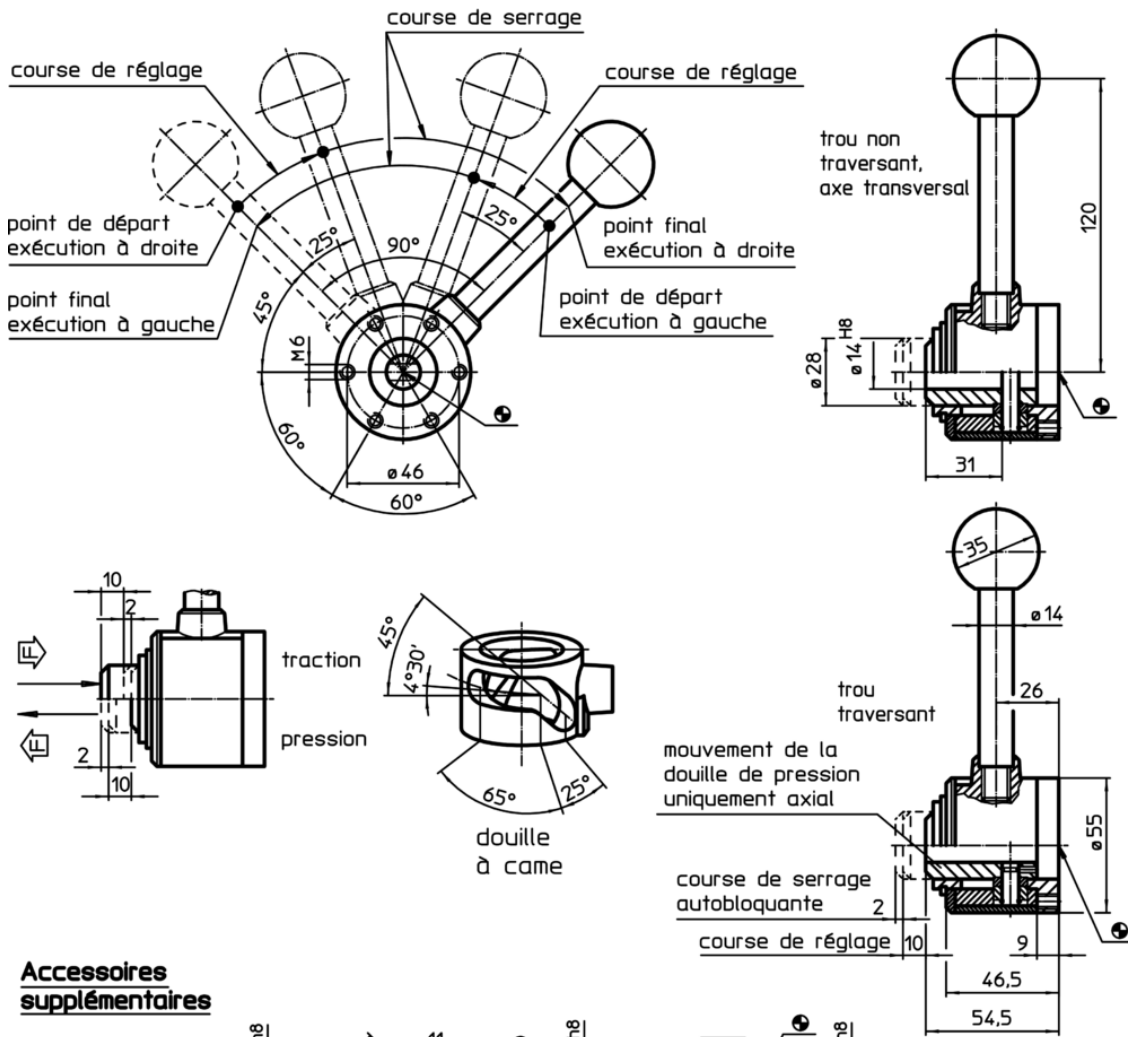 course de serrage
course de réglage
course de réglage
trou non
traversant,
axe transversal
120
point de départ
exécution à droite
25°
25°
90°
point final
exécution à droite
point final
exécution à gauche
45°
point de départ
exécution à gauche
M6
ø28
ø14 H8
60°
ø46
60°
31
35
10
2
F
traction
45°
4°30'
ø14
26
trou
traversant
F
pression
mouvement de la
douille de pression
uniquement axial
2
10
65°
25°
douille
à came
ø55
course de serrage
autobloquante
2
course de réglage
10
9
46,5
54,5
Accessoires
supplémentaires